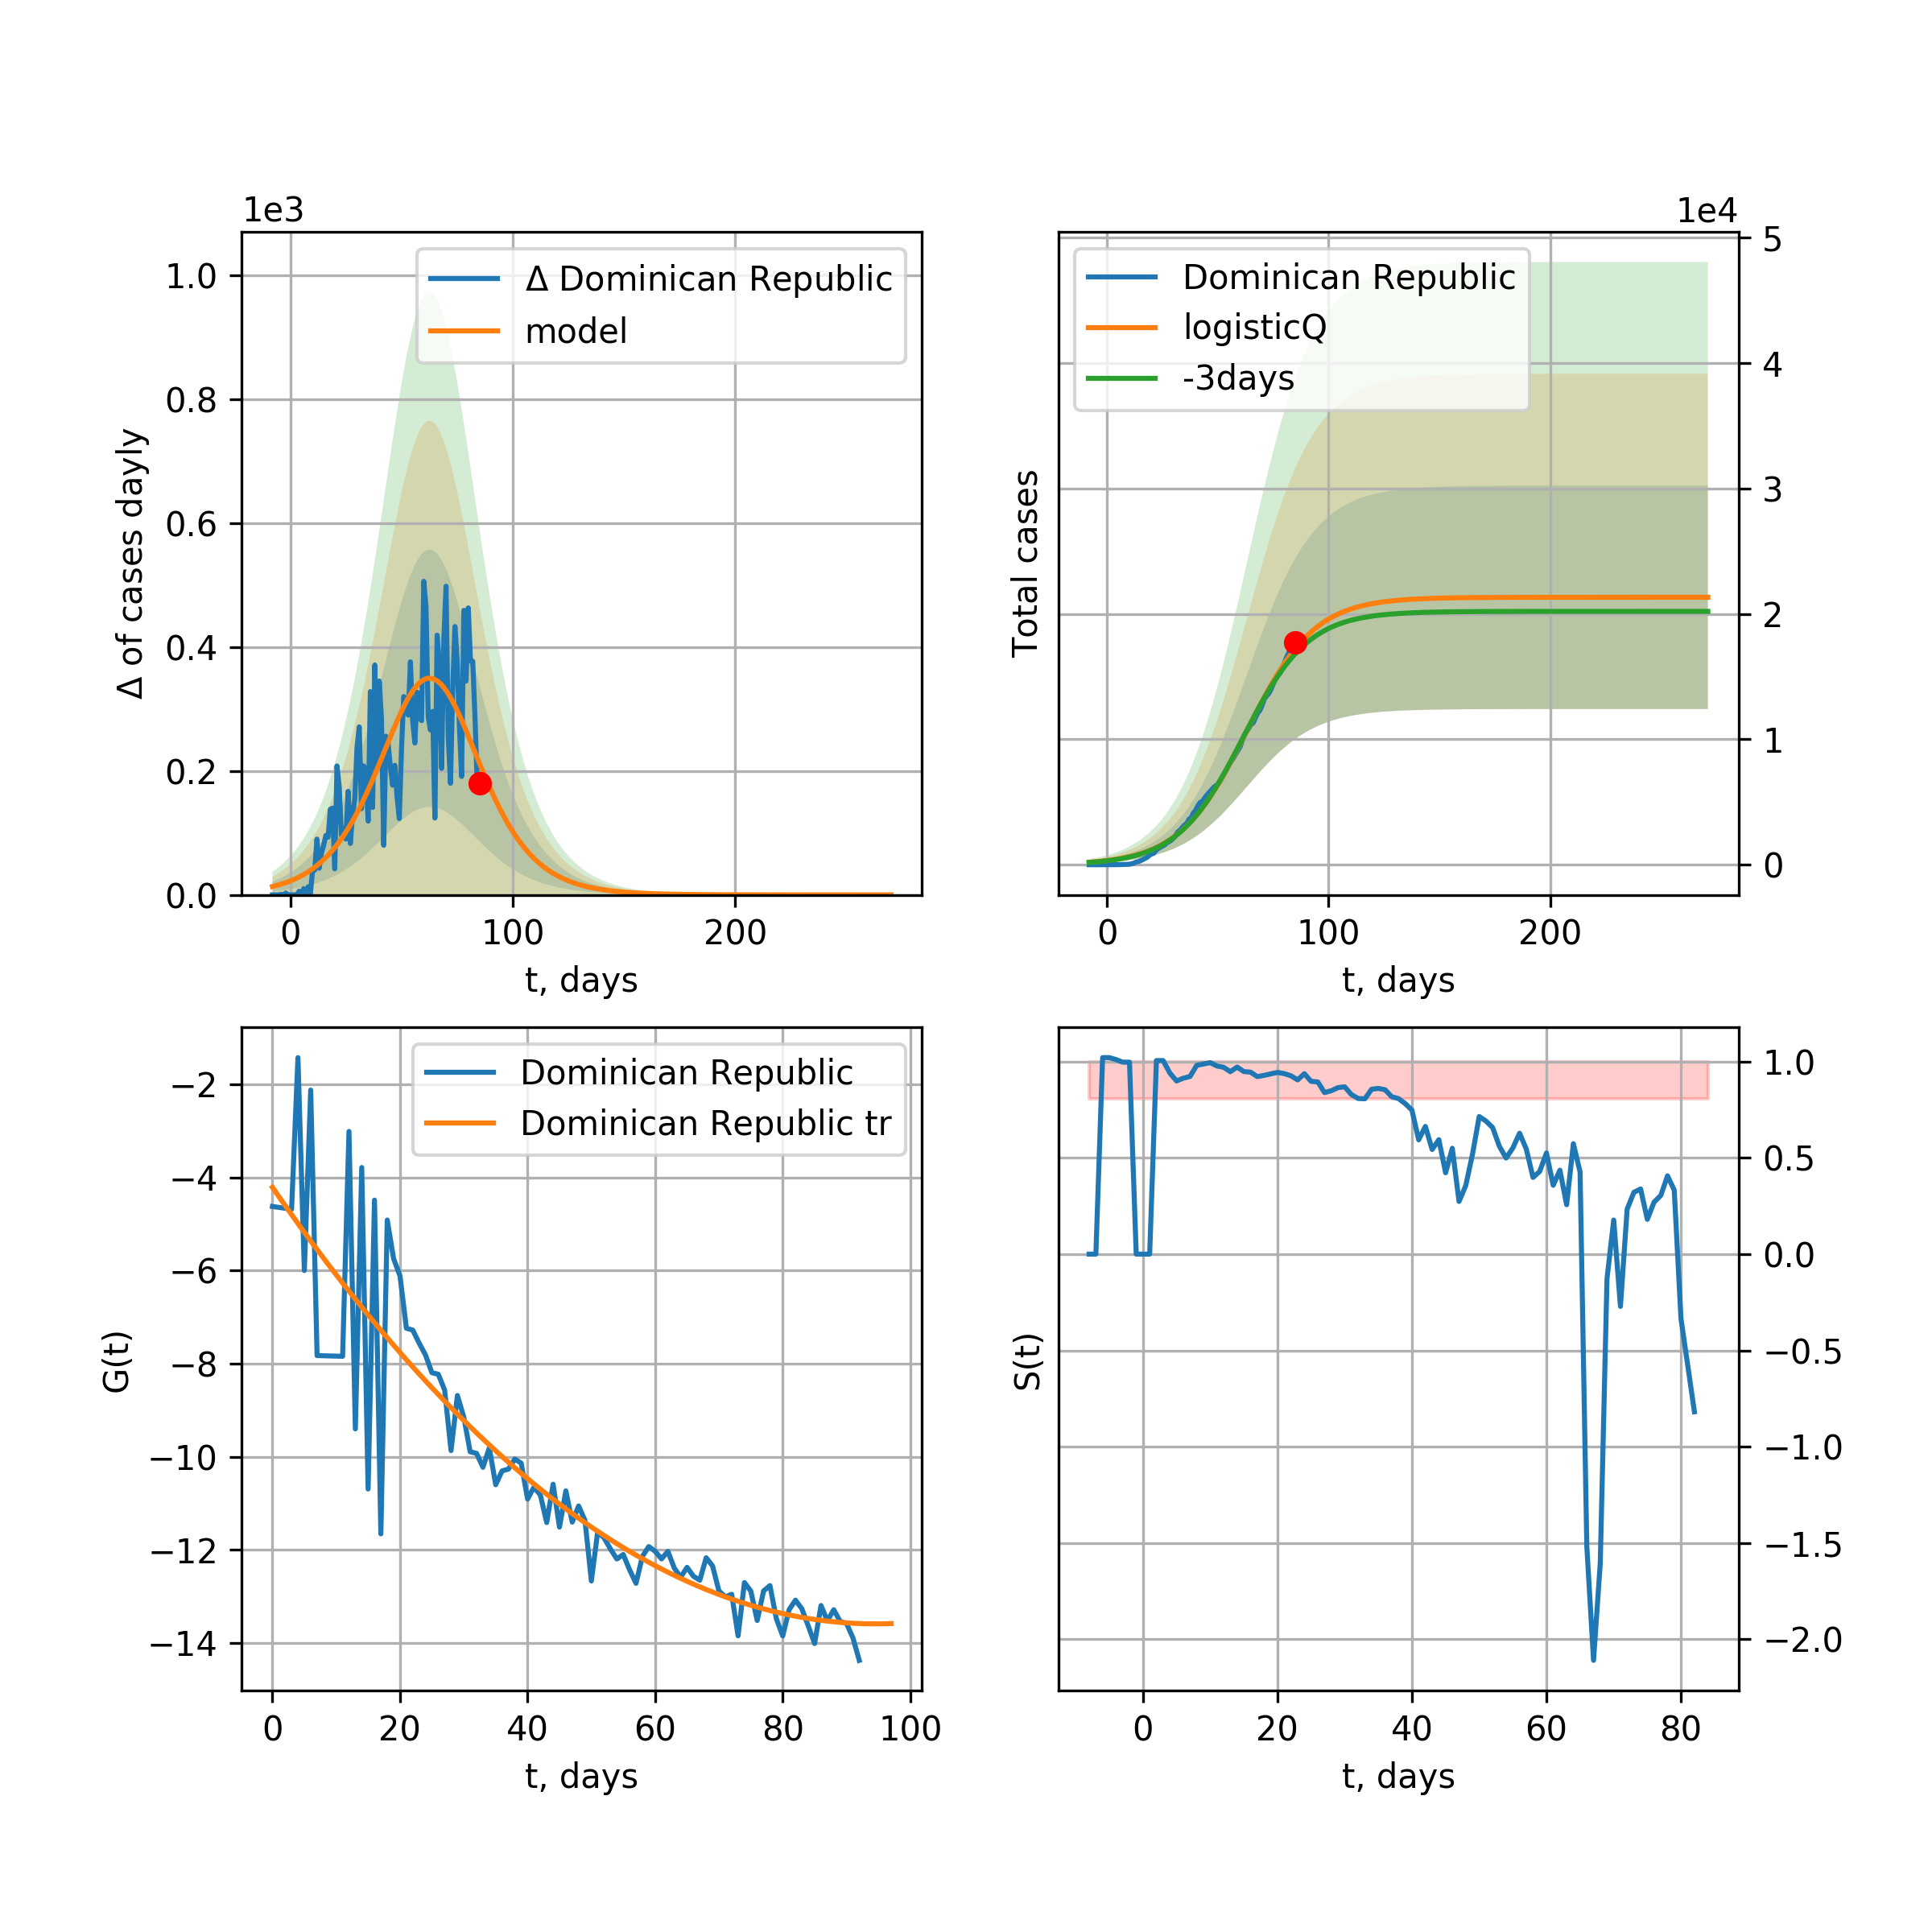 1e3
1.0
0.8
0.6
0.4
0.2
0.0
Δ of cases dayly
Δ Dominican Republic
model
0 100 200
t, days
1e4
5
4
3
2
1
0
Total cases
Dominican Republic
logisticQ
-3days
0 100 200
t, days
−2
−4
−6
−8
−10
−12
−14
G(t)
Dominican Republic
Dominican Republic tr
0 20 40 60 80 100
t, days
1.0
0.5
0.0
−0.5
−1.0
−1.5
−2.0
S(t)
0 20 40 60 80
t, days